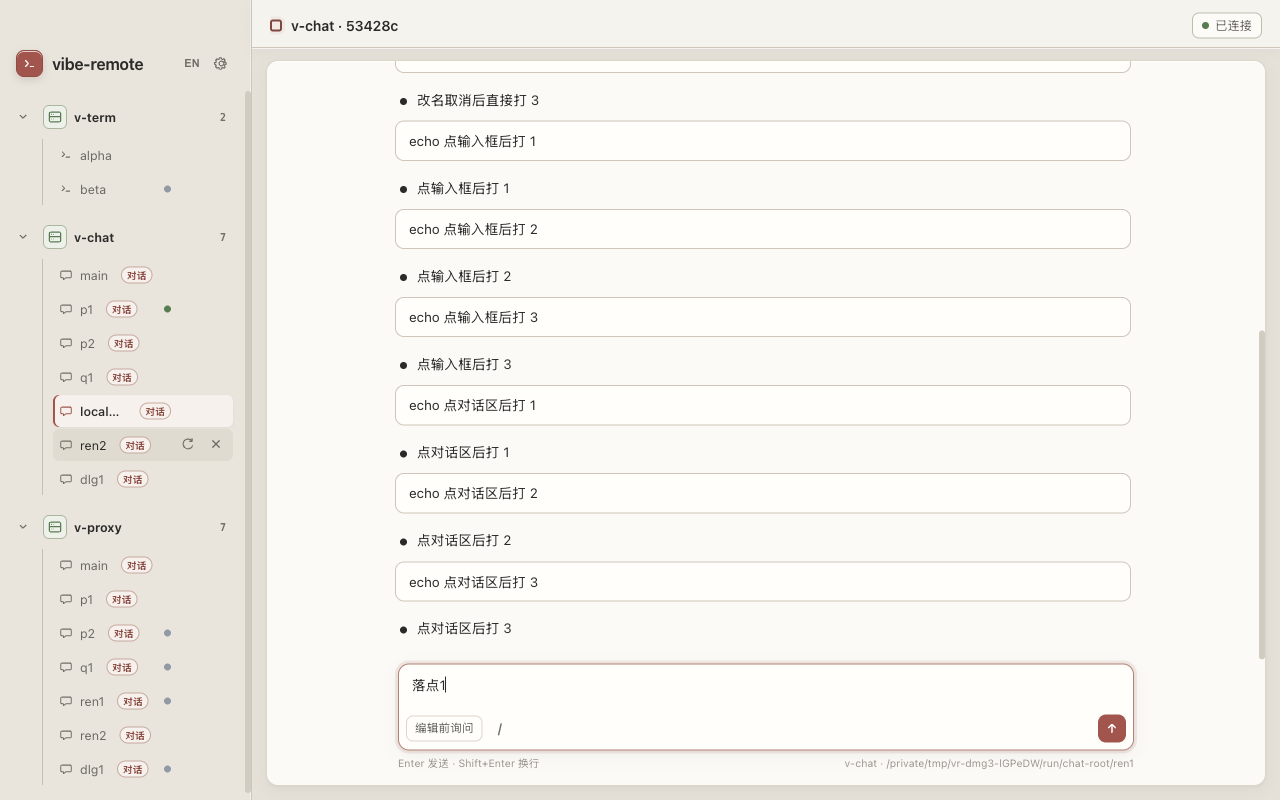 vibe-remote
EN
v-term
2
alpha
beta
v-chat
7
main 对话
p1 对话
p2 对话
q1 对话
local... 对话
ren2 对话
dlg1 对话
v-proxy
7
main 对话
p1 对话
p2 对话
q1 对话
ren1 对话
ren2 对话
dlg1 对话
v-chat · 53428c
已连接
改名取消后直接打 3
echo 点输入框后打 1
点输入框后打 1
echo 点输入框后打 2
点输入框后打 2
echo 点输入框后打 3
点输入框后打 3
echo 点对话区后打 1
点对话区后打 1
echo 点对话区后打 2
点对话区后打 2
echo 点对话区后打 3
点对话区后打 3
落点1
编辑前询问 /
Enter 发送 · Shift+Enter 换行
v-chat · /private/tmp/vr-dmg3-IGPeDW/run/chat-root/ren1